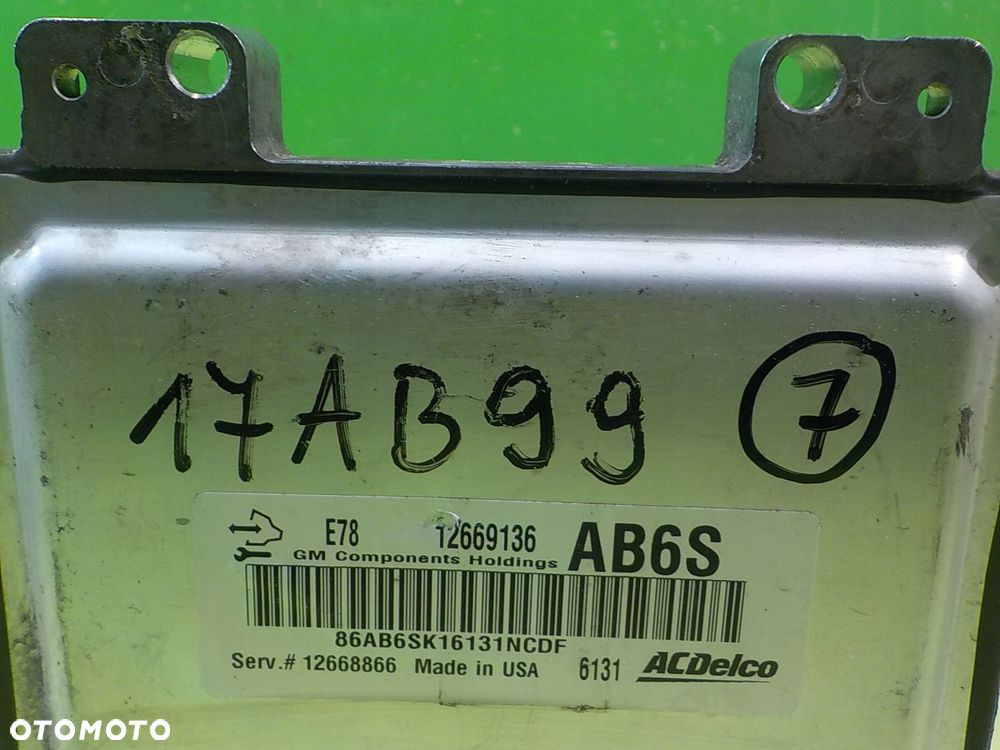 17AB99 7
E78 12669136 AB6S
GM Components Holdings
86AB6SK16131NCDF
Serv.# 12668866 Made in USA 6131 ACDelco
OTOMOTO